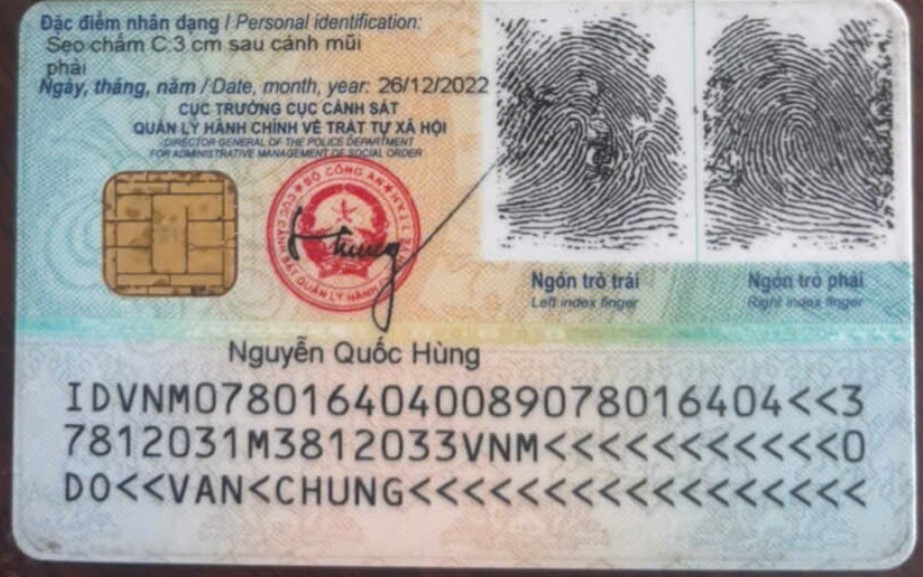 Đặc điểm nhân dạng / Personal identification:
Sẹo chấm C:3 cm sau cánh mũi
phải
Ngày, tháng, năm / Date, month, year: 26/12/2022
CỤC TRƯỞNG CỤC CẢNH SÁT
QUẢN LÝ HÀNH CHÍNH VỀ TRẬT TỰ XÃ HỘI
DIRECTOR GENERAL OF THE POLICE DEPARTMENT
FOR ADMINISTRATIVE MANAGEMENT OF SOCIAL ORDER
BỘ CÔNG AN
CỤC CẢNH SÁT QUẢN LÝ HÀNH
Ngón trỏ trái
Left index finger
Ngón trỏ phải
Right index finger
Nguyễn Quốc Hùng
IDVNM0780164040089078016404<<3
7812031M3812033VNM<<<<<<<<<<<0
DO<<VAN<CHUNG<<<<<<<<<<<<<<<<<